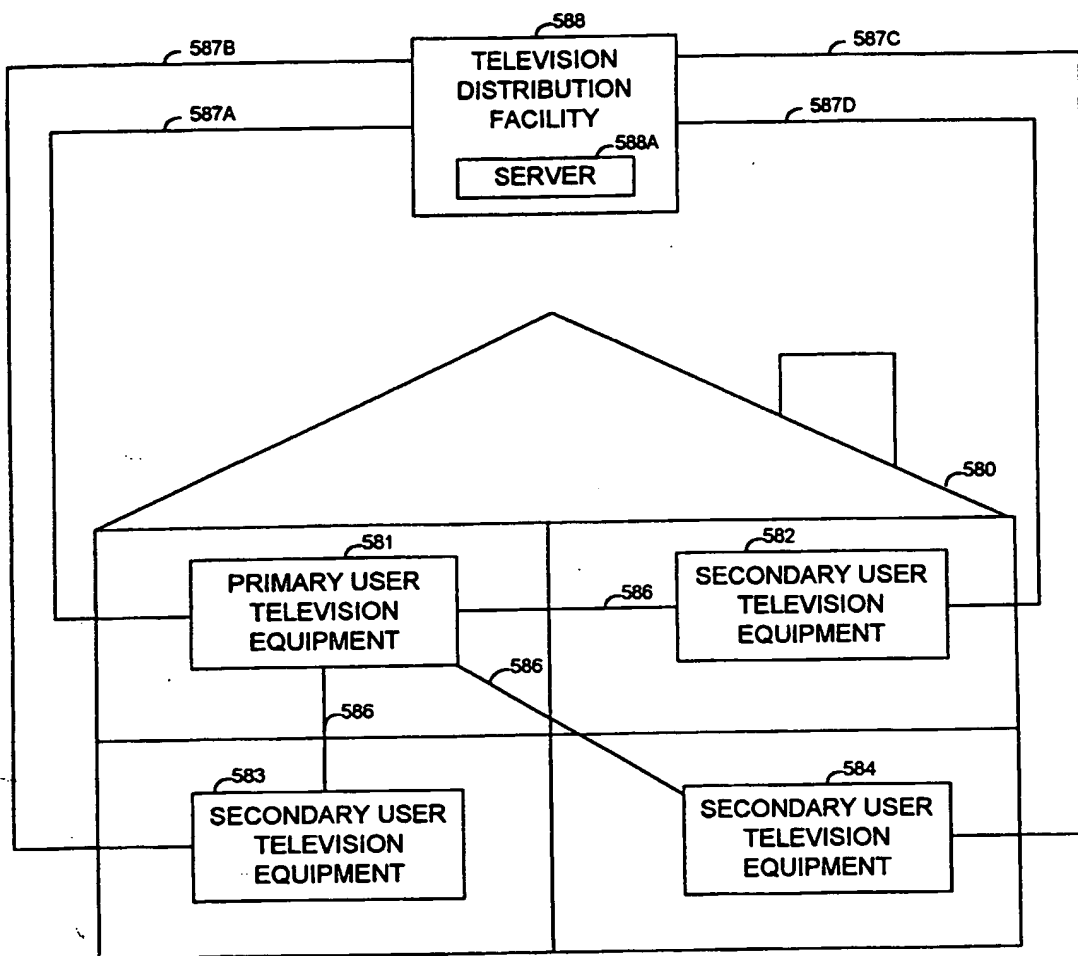 588
587B
587C
TELEVISION
DISTRIBUTION
FACILITY
587A
587D
588A
SERVER
580
581
582
PRIMARY USER
TELEVISION
EQUIPMENT
586
SECONDARY USER
TELEVISION
EQUIPMENT
586
586
583
584
SECONDARY USER
TELEVISION
EQUIPMENT
SECONDARY USER
TELEVISION
EQUIPMENT